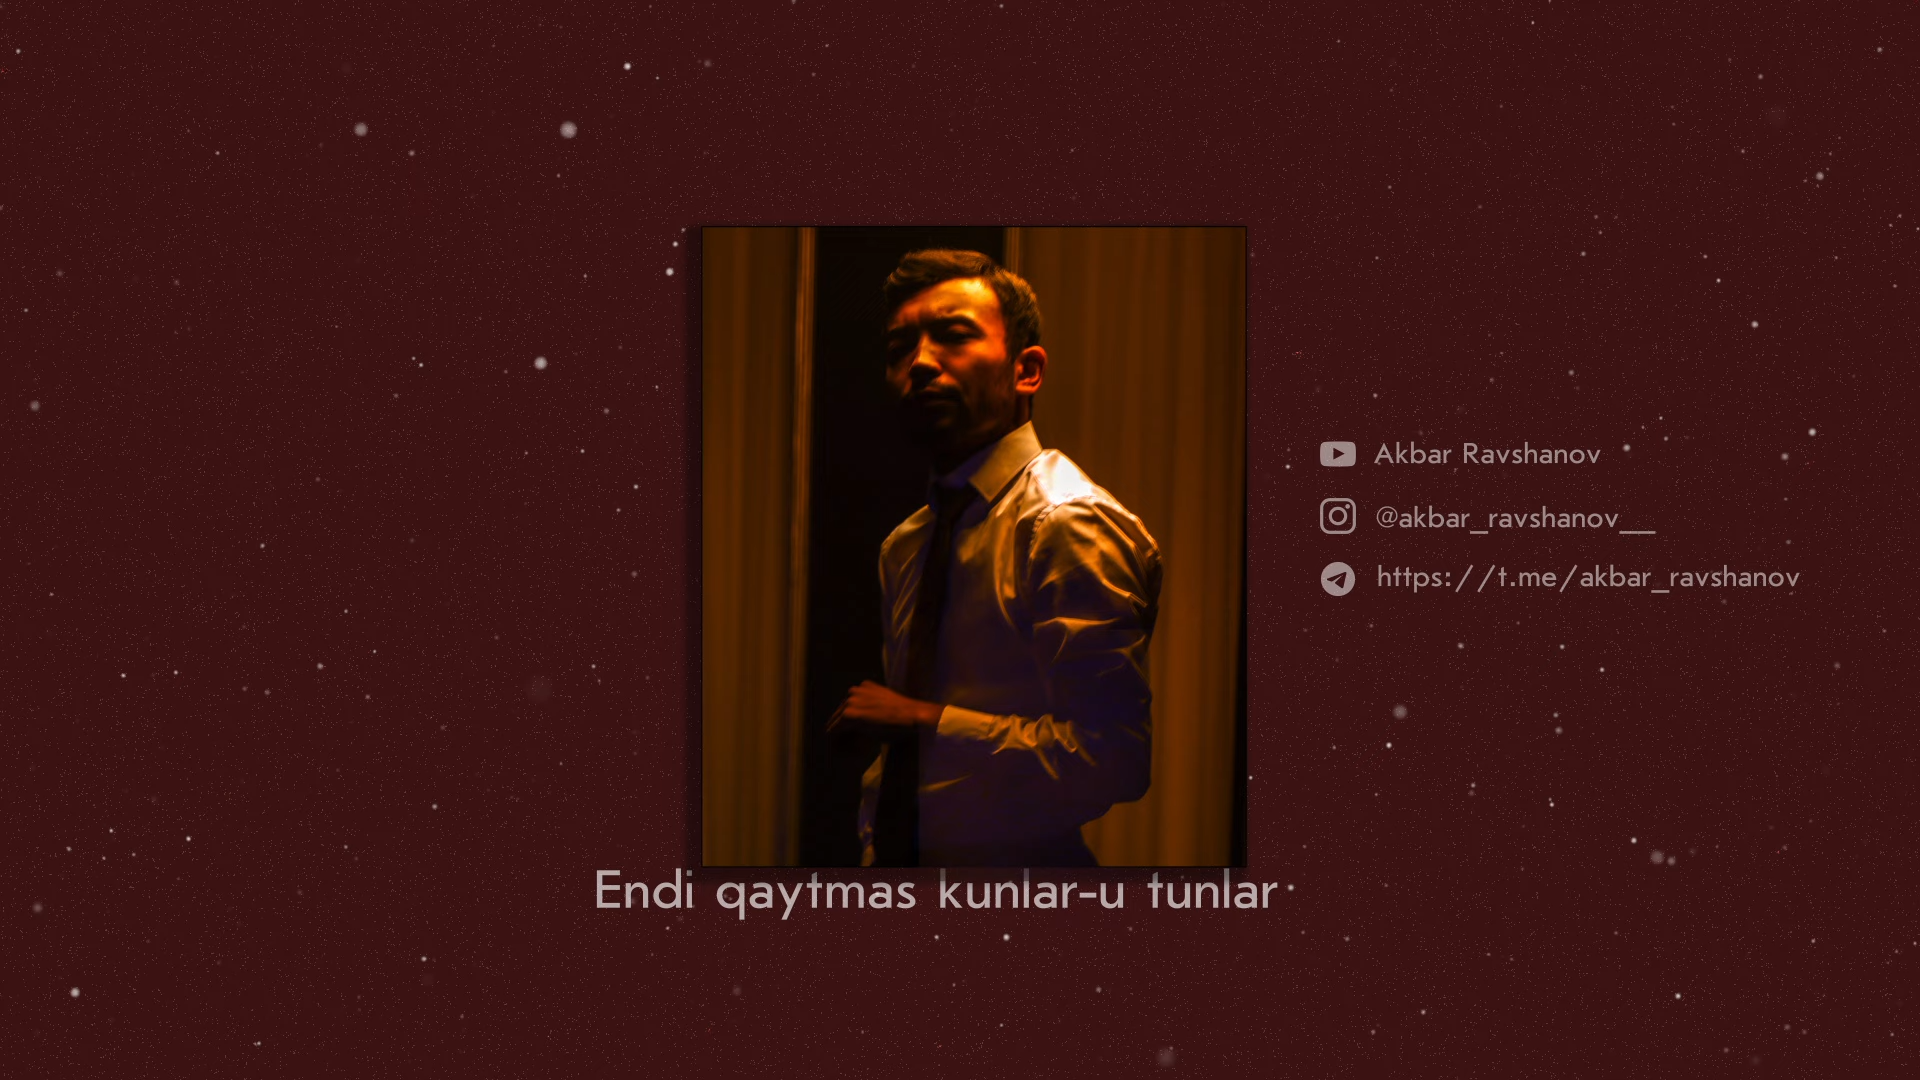 Akbar Ravshanov
@akbar_ravshanov__
https://t.me/akbar_ravshanov
Endi qaytmas kunlar-u tunlar